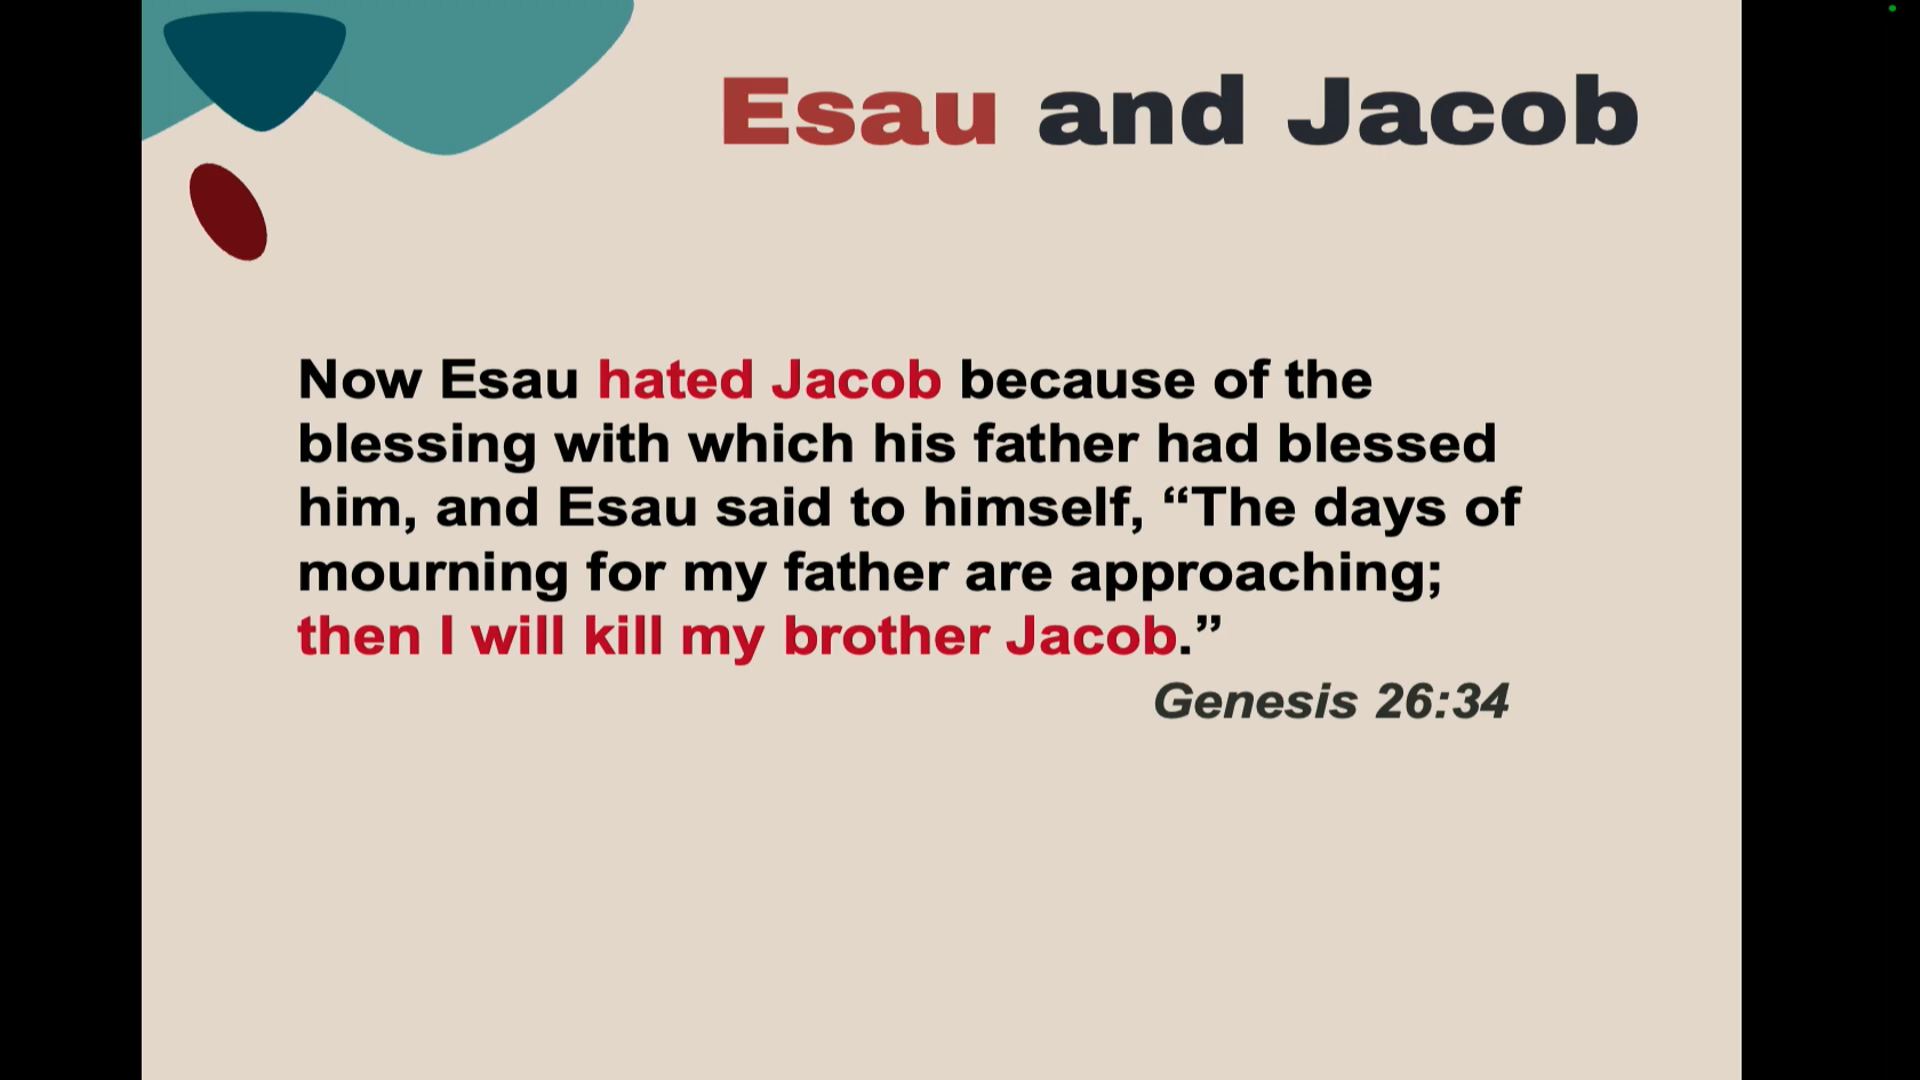 Esau and Jacob
Now Esau hated Jacob because of the
blessing with which his father had blessed
him, and Esau said to himself, “The days of
mourning for my father are approaching;
then I will kill my brother Jacob.”
Genesis 26:34